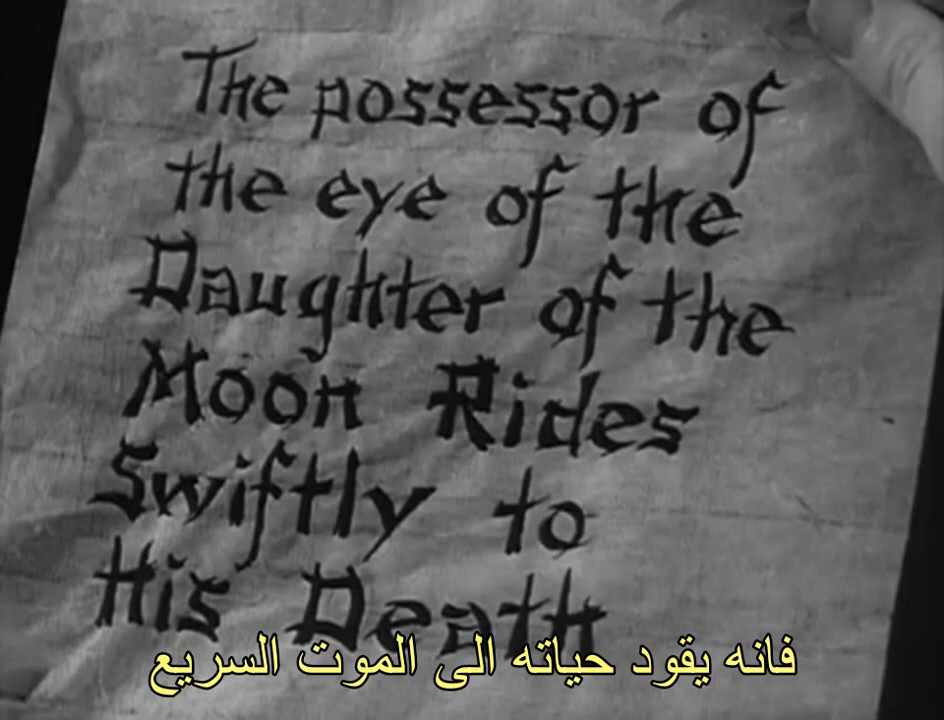 The possessor of
the eye of the
Daughter of the
Moon Rides
Swiftly to
His Death
فانه يقود حياته الى الموت السريع